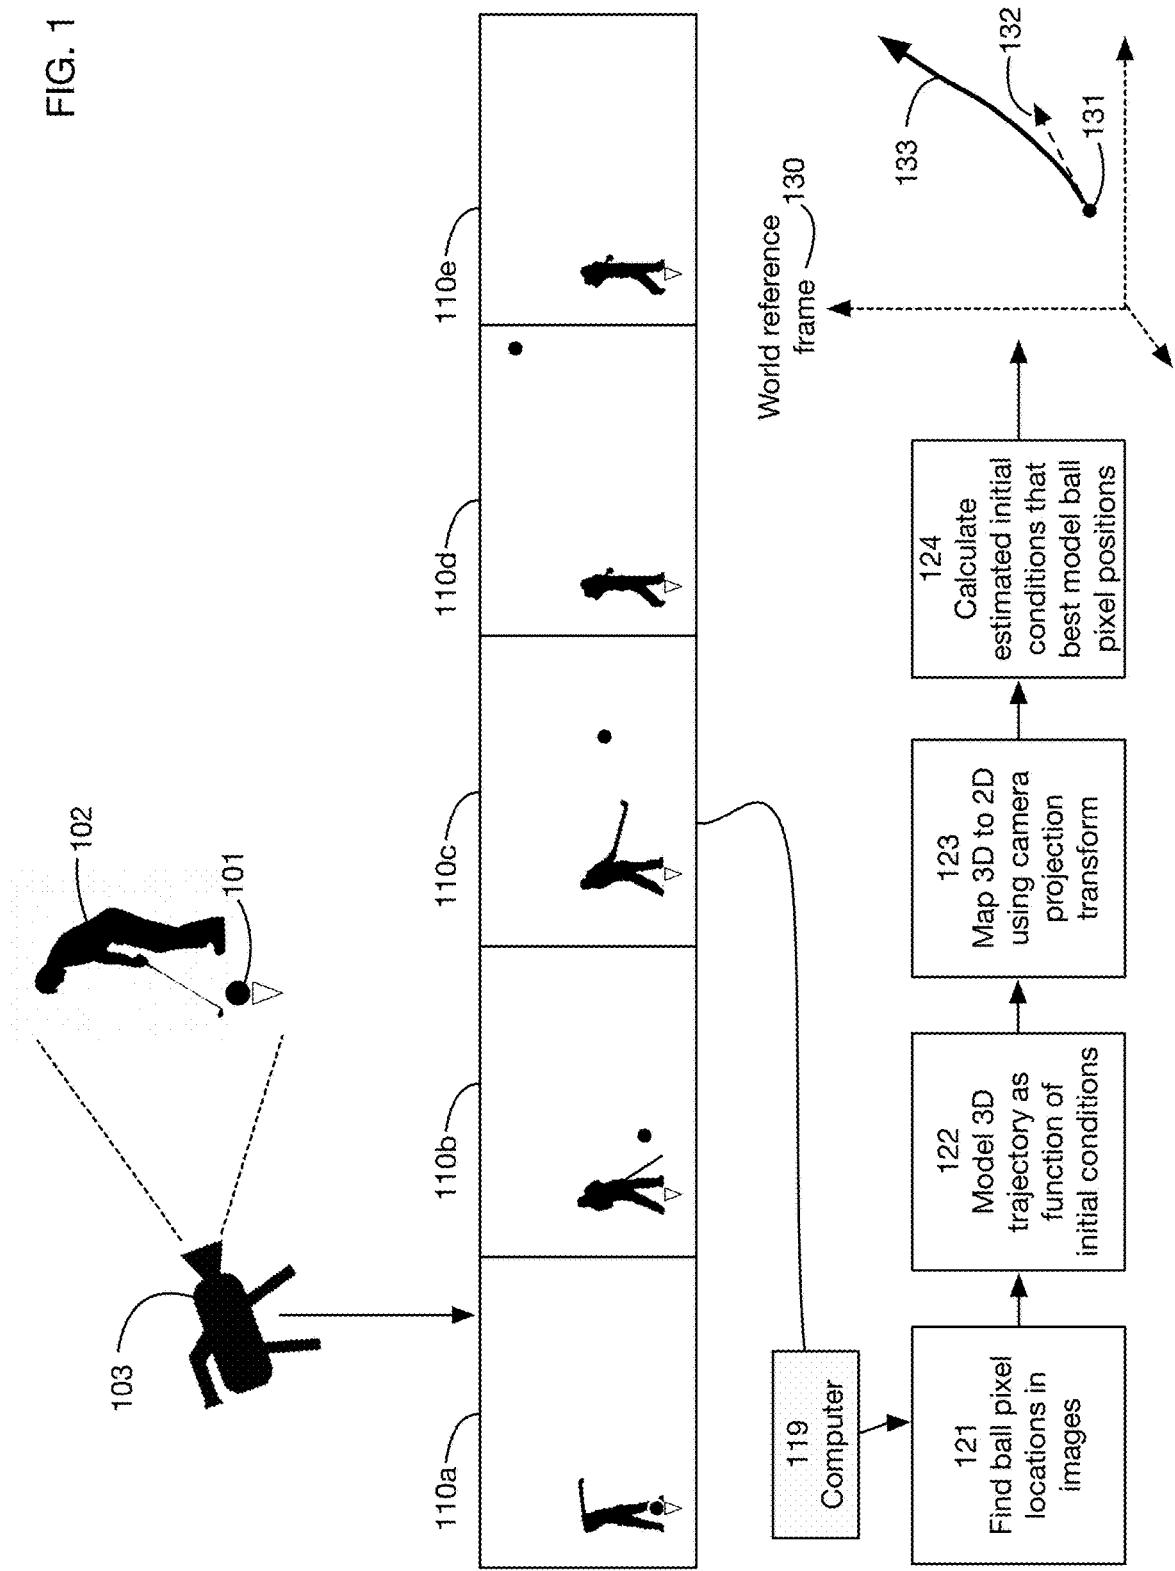 FIG. 1
102
101
103
110a
110b
110c
110d
110e
119
Computer
121
Find ball pixel
locations in
images
122
Model 3D
trajectory as
function of
initial conditions
123
Map 3D to 2D
using camera
projection
transform
124
Calculate
estimated initial
conditions that
best model ball
pixel positions
World reference
frame 130
133
132
131